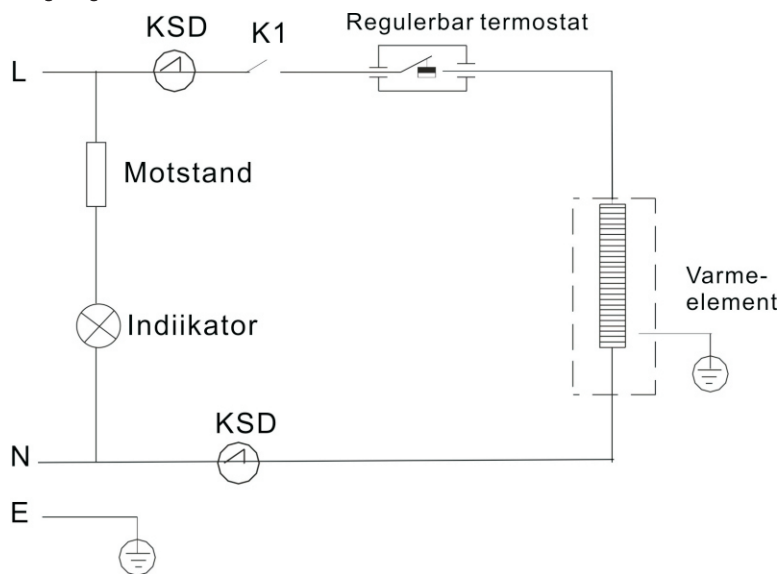 KSD
K1
Regulerbar termostat
L
Motstand
Varme-
element
Indiikator
KSD
N
E